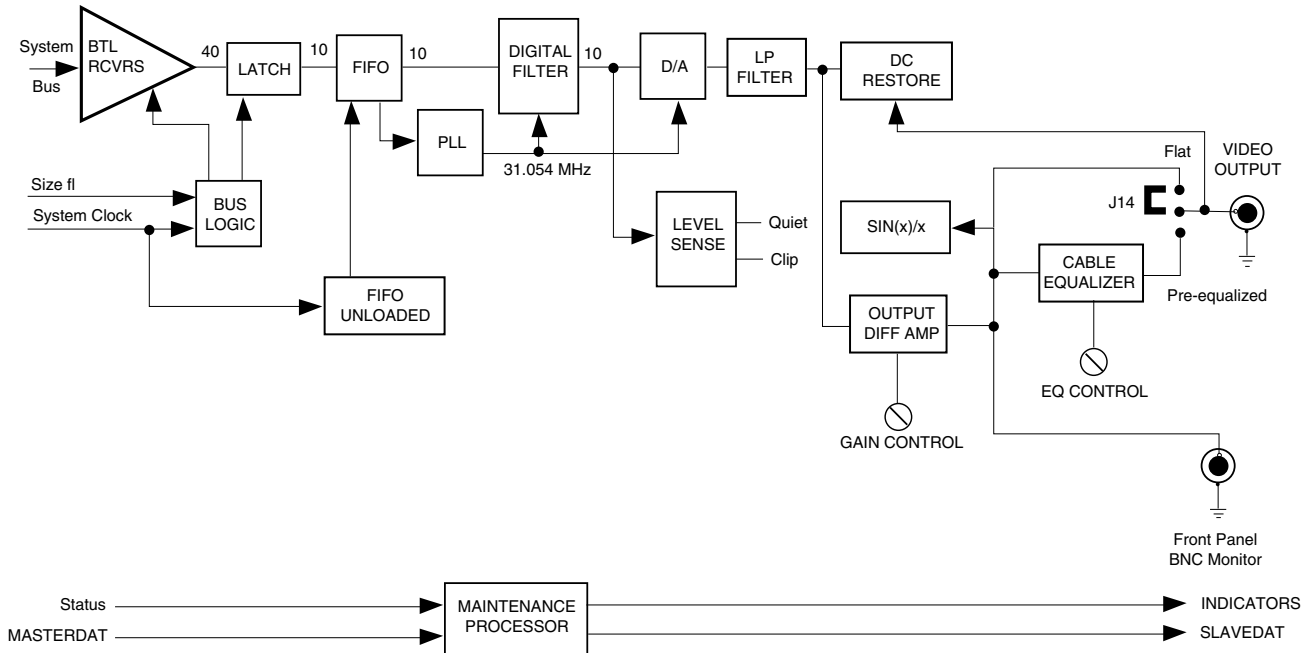 System
Bus
BTL
RCVRS
40
LATCH
10
FIFO
10
DIGITAL
FILTER
10
D/A
LP
FILTER
DC
RESTORE
PLL
31.054 MHz
Flat
VIDEO
OUTPUT
J14
Size fl
System Clock
BUS
LOGIC
LEVEL
SENSE
Quiet
Clip
SIN(x)/x
CABLE
EQUALIZER
Pre-equalized
FIFO
UNLOADED
OUTPUT
DIFF AMP
EQ CONTROL
GAIN CONTROL
Front Panel
BNC Monitor
Status
MASTERDAT
MAINTENANCE
PROCESSOR
INDICATORS
SLAVEDAT